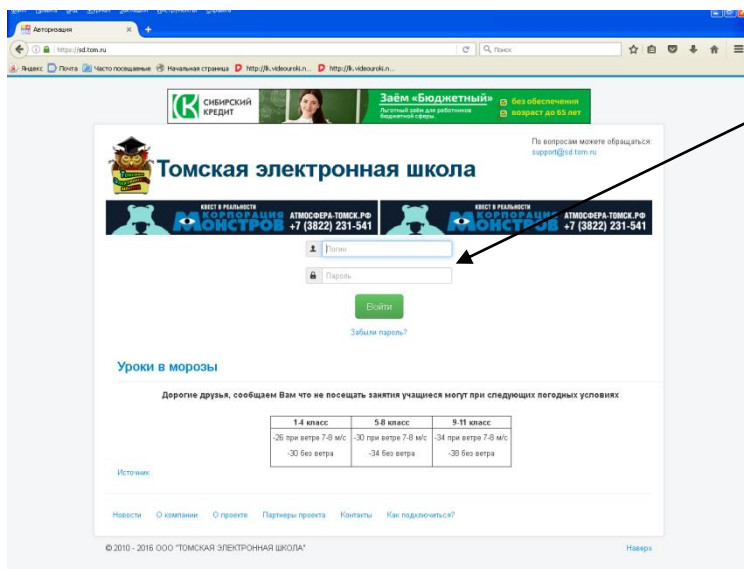 Авторизация
https://sd.tom.ru
Поиск
Яндекс Почта Часто посещаемые Начальная страница http://lk.videouroki.n... http://lk.videouroki.n...
СИБИРСКИЙ
КРЕДИТ
Заём «Бюджетный»
Льготный заём для работников
бюджетной сферы
без обеспечения
возраст до 65 лет
По вопросам можете обращаться:
support@sd.tom.ru
Томская электронная школа
КВЕСТ В РЕАЛЬНОСТИ
КОРПОРАЦИЯ
МОНСТРОВ
АТМОСФЕРА-ТОМСК.РФ
+7 (3822) 231-541
КВЕСТ В РЕАЛЬНОСТИ
КОРПОРАЦИЯ
МОНСТРОВ
АТМОСФЕРА-ТОМСК.РФ
+7 (3822) 231-541
Логин
Пароль
Войти
Забыли пароль?
Уроки в морозы
Дорогие друзья, сообщаем Вам что не посещать занятия учащиеся могут при следующих погодных условиях
1-4 класс 5-8 класс 9-11 класс
-26 при ветре 7-8 м/с -30 при ветре 7-8 м/с -34 при ветре 7-8 м/с
-30 без ветра -34 без ветра -38 без ветра
Источник
Новости О компании О проекте Партнеры проекта Контакты Как подключиться?
© 2010 - 2016 ООО "ТОМСКАЯ ЭЛЕКТРОННАЯ ШКОЛА"
Наверх